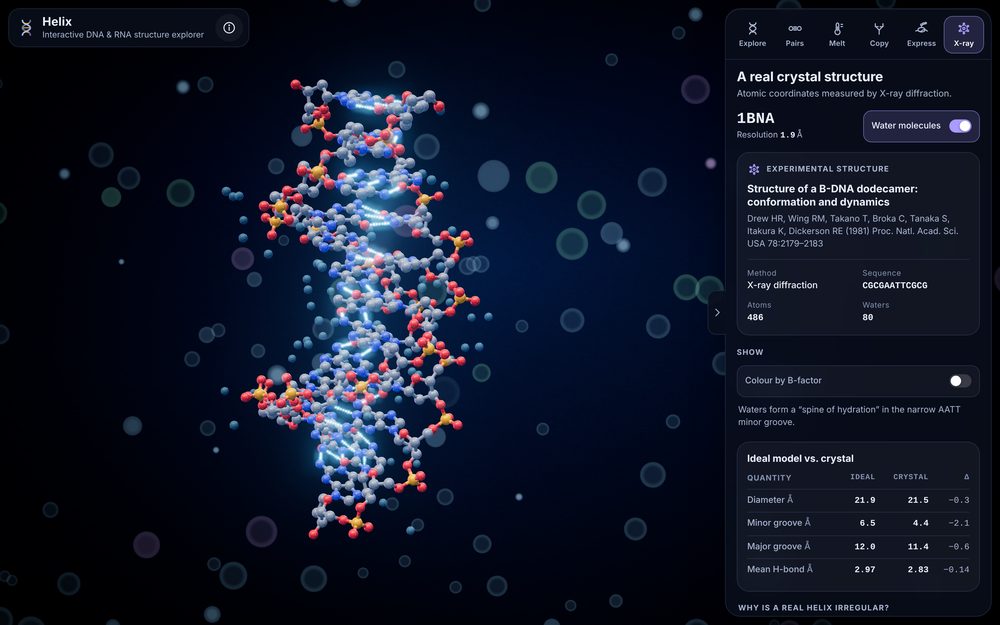 Helix
Interactive DNA & RNA structure explorer
Explore
Pairs
Melt
Copy
Express
X-ray
A real crystal structure
Atomic coordinates measured by X-ray diffraction.
1BNA
Resolution 1.9 Å
Water molecules
EXPERIMENTAL STRUCTURE
Structure of a B-DNA dodecamer:
conformation and dynamics
Drew HR, Wing RM, Takano T, Broka C, Tanaka S,
Itakura K, Dickerson RE (1981) Proc. Natl. Acad. Sci.
USA 78:2179–2183
Method
X-ray diffraction
Sequence
CGCGAATTCGCG
Atoms
486
Waters
80
SHOW
Colour by B-factor
Waters form a “spine of hydration” in the narrow AATT
minor groove.
Ideal model vs. crystal
QUANTITY IDEAL CRYSTAL Δ
Diameter Å 21.9 21.5 −0.3
Minor groove Å 6.5 4.4 −2.1
Major groove Å 12.0 11.4 −0.6
Mean H-bond Å 2.97 2.83 −0.14
WHY IS A REAL HELIX IRREGULAR?